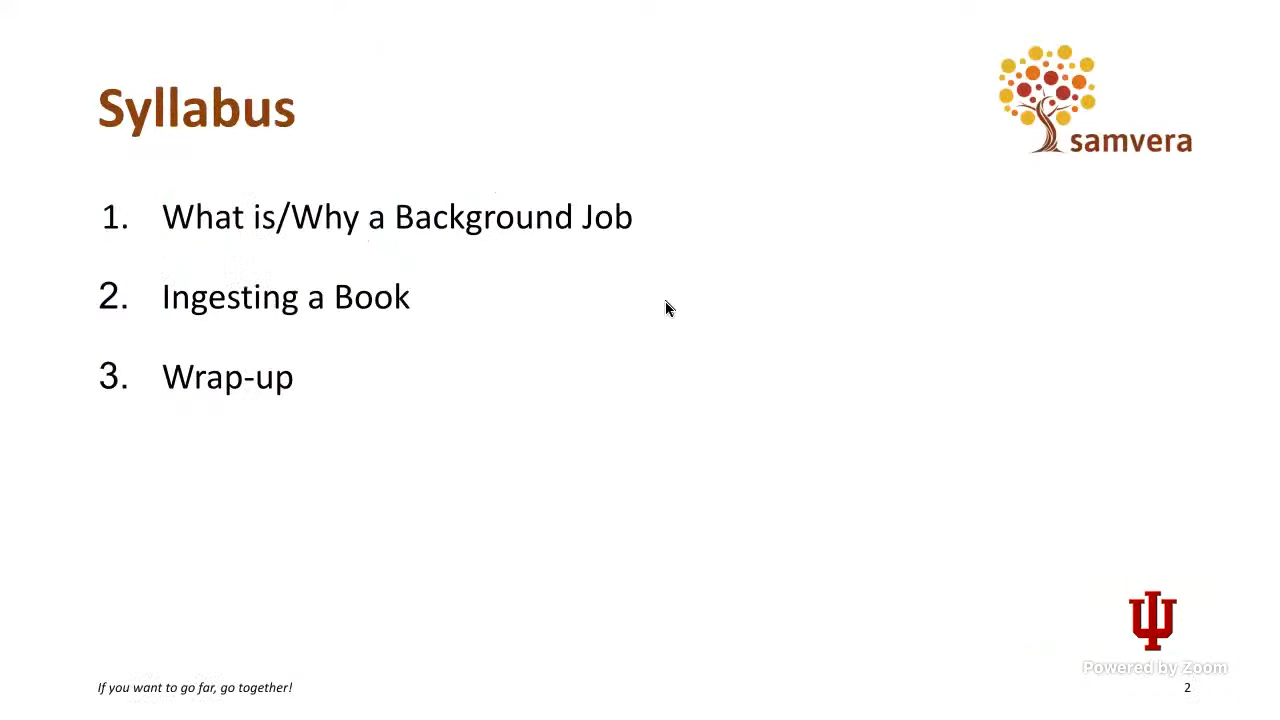 Syllabus
samvera
1. What is/Why a Background Job
2. Ingesting a Book
3. Wrap-up
Powered by Zoom
If you want to go far, go together!
2